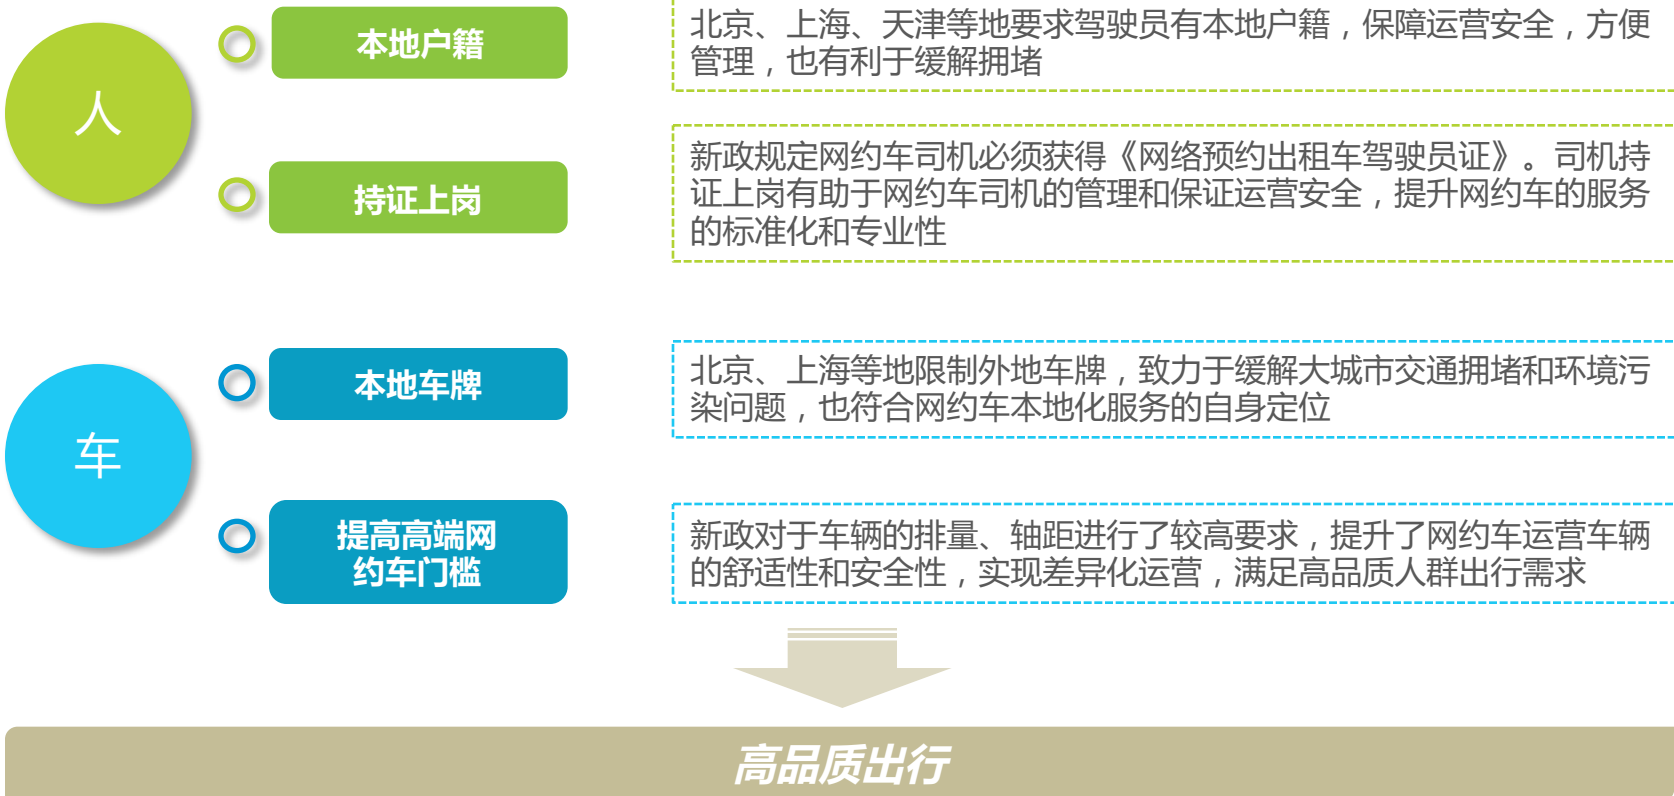 人
本地户籍
北京、上海、天津等地要求驾驶员有本地户籍，保障运营安全，方便
管理，也有利于缓解拥堵
持证上岗
新政规定网约车司机必须获得《网络预约出租车驾驶员证》。司机持
证上岗有助于网约车司机的管理和保证运营安全，提升网约车的服务
的标准化和专业性
车
本地车牌
北京、上海等地限制外地车牌，致力于缓解大城市交通拥堵和环境污
染问题，也符合网约车本地化服务的自身定位
提高高端网
约车门槛
新政对于车辆的排量、轴距进行了较高要求，提升了网约车运营车辆
的舒适性和安全性，实现差异化运营，满足高品质人群出行需求
高品质出行